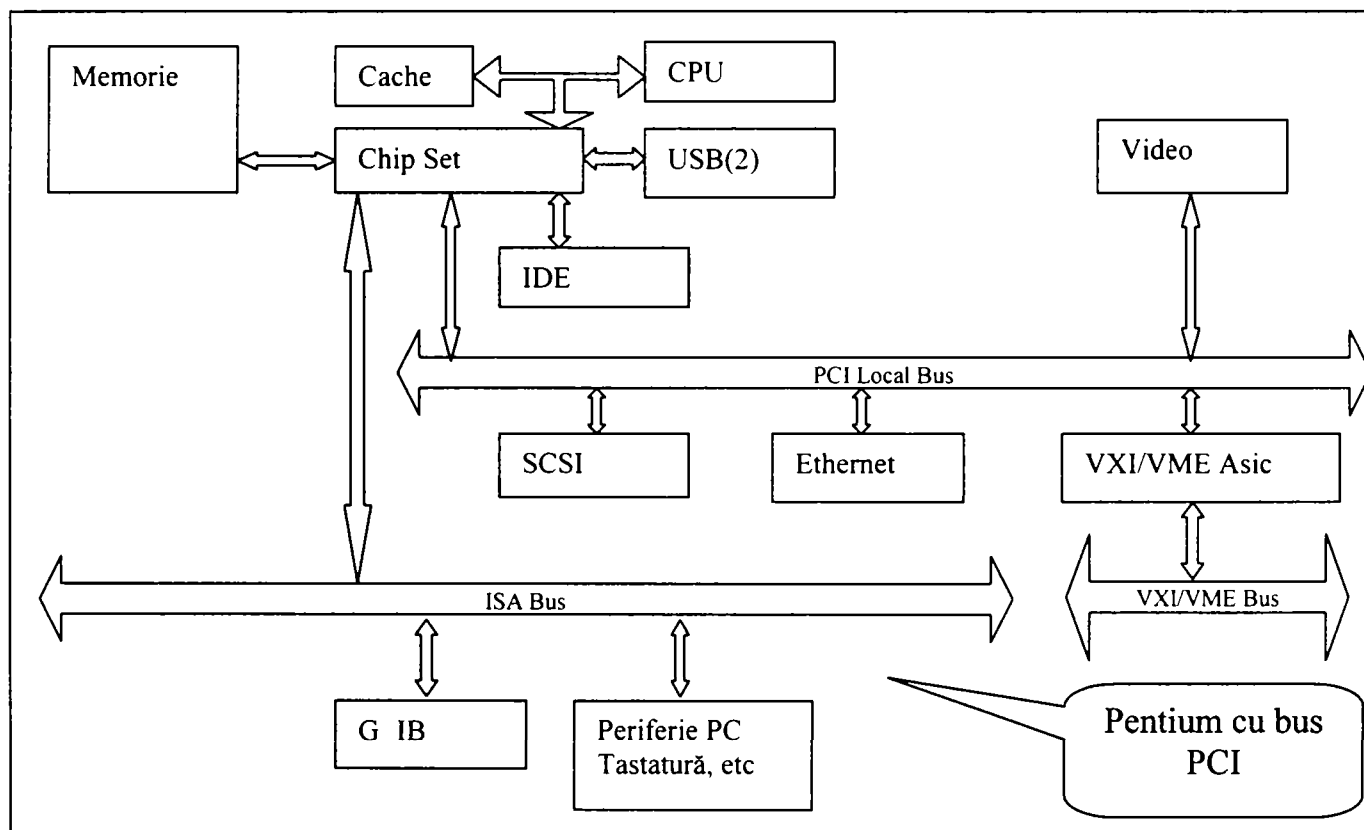 Memorie
Cache
CPU
Chip Set
USB(2)
Video
IDE
PCI Local Bus
SCSI
Ethernet
VXI/VME Asic
ISA Bus
VXI/VME Bus
G IB
Periferie PC
Tastatură, etc
Pentium cu bus
PCI